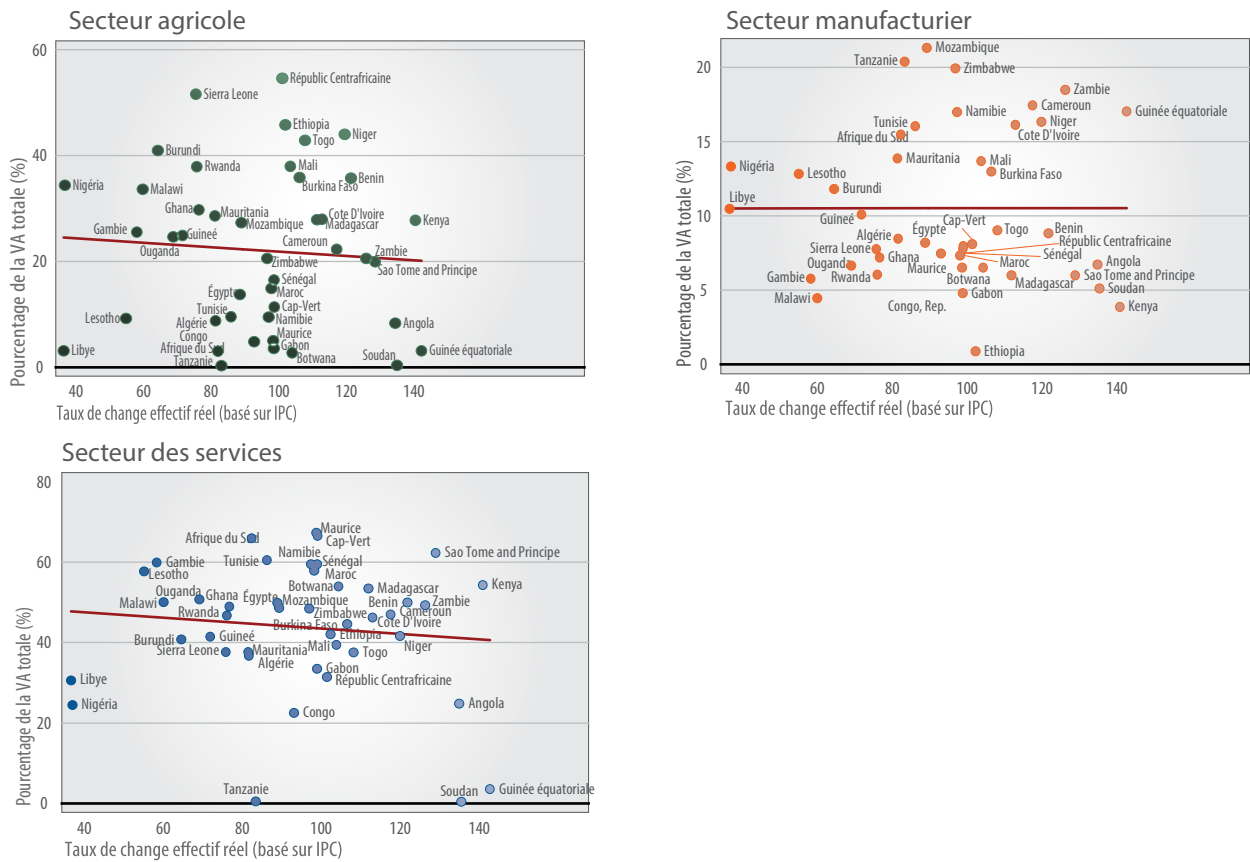 Secteur agricole
Pourcentage de la VA totale (%)
60
40
20
0
Républic Centrafricaine
Sierra Leone
Ethiopia
Niger
Togo
Burundi
Rwanda
Mali
Burkina Faso
Benin
Nigéria
Malawi
Ghana
Mauritania
Mozambique
Cote D'Ivoire
Madagascar
Kenya
Gambie
Guineé
Ouganda
Cameroun
Zambie
Zimbabwe
Sao Tome and Principe
Sénégal
Maroc
Égypte
Cap-Vert
Tunisie
Namibie
Lesotho
Algérie
Angola
Congo
Maurice
Afrique du Sud
Gabon
Libye
Tanzanie
Botwana
Soudan
Guinée équatoriale
40 60 80 100 120 140
Taux de change effectif réel (basé sur IPC)
Secteur manufacturier
Pourcentage de la VA totale (%)
20
15
10
5
0
Mozambique
Tanzanie
Zimbabwe
Zambie
Cameroun
Guinée équatoriale
Namibie
Niger
Tunisie
Cote D'Ivoire
Afrique du Sud
Mauritania
Mali
Nigéria
Burkina Faso
Lesotho
Burundi
Libye
Guineé
Cap-Vert
Togo
Benin
Algérie
Égypte
Républic Centrafricaine
Sierra Leone
Sénégal
Ghana
Ouganda
Maurice
Maroc
Angola
Rwanda
Botwana
Madagascar
Sao Tome and Principe
Gambie
Soudan
Malawi
Gabon
Congo, Rep.
Kenya
Ethiopia
40 60 80 100 120 140
Taux de change effectif réel (basé sur IPC)
Secteur des services
Pourcentage de la VA totale (%)
80
60
40
20
0
Maurice
Afrique du Sud
Cap-Vert
Namibie
Sao Tome and Principe
Gambie
Tunisie
Sénégal
Lesotho
Maroc
Botwana
Madagascar
Kenya
Ouganda
Ghana
Égypte
Malawi
Mozambique
Benin
Zambie
Rwanda
Zimbabwe
Cameroun
Burkina Faso
Cote D'Ivoire
Burundi
Guineé
Ethiopia
Sierra Leone
Mauritania
Mali
Togo
Niger
Algérie
Gabon
Libye
République Centrafricaine
Nigéria
Angola
Congo
Tanzanie
Soudan
Guinée équatoriale
40 60 80 100 120 140
Taux de change effectif réel (basé sur IPC)